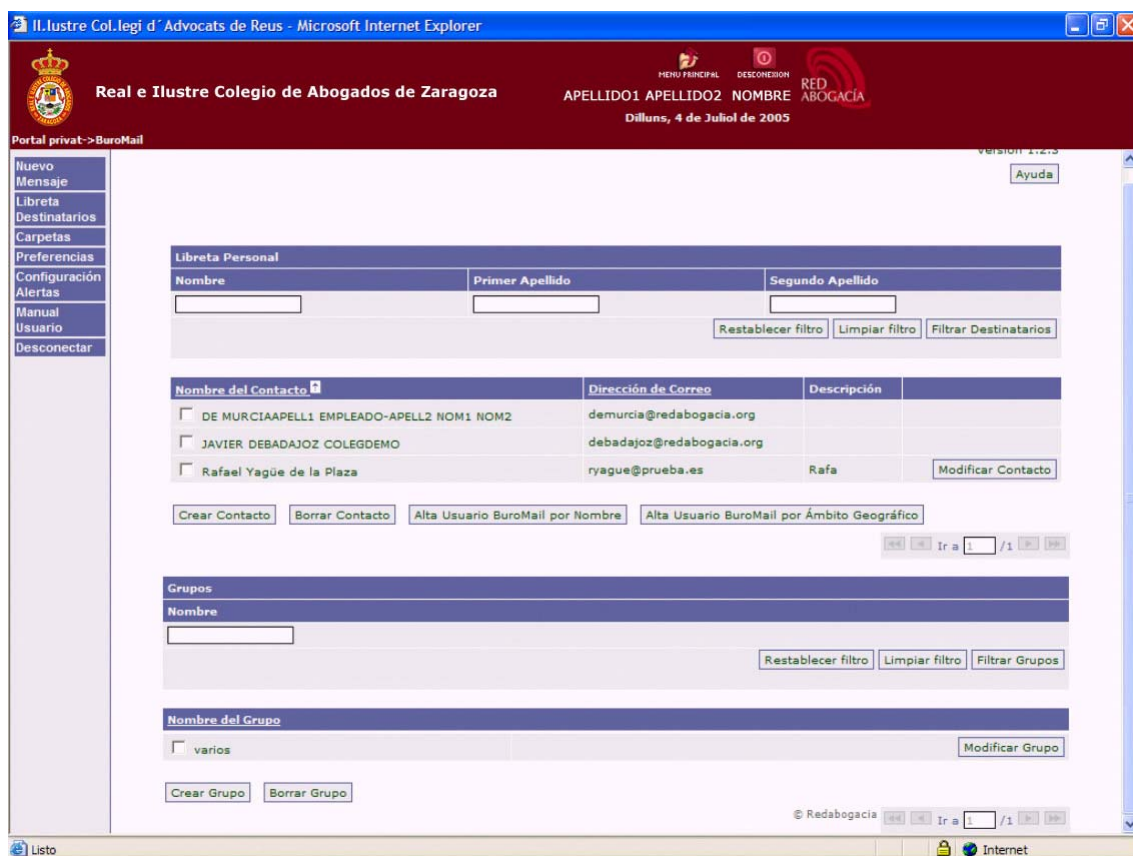 Il.lustre Col.legi d´Advocats de Reus - Microsoft Internet Explorer
MENU PRINCIPAL DESCONEXION
Real e Ilustre Colegio de Abogados de Zaragoza
APELLIDO1 APELLIDO2 NOMBRE
RED ABOGACÍA
Dilluns, 4 de Juliol de 2005
Portal privat->BuroMail
Version 1.2.3
Ayuda
Nuevo
Mensaje
Libreta
Destinatarios
Carpetas
Preferencias
Configuración
Alertas
Manual
Usuario
Desconectar
Libreta Personal
Nombre Primer Apellido Segundo Apellido
Restablecer filtro Limpiar filtro Filtrar Destinatarios
Nombre del Contacto Dirección de Correo Descripción
DE MURCIAAPELL1 EMPLEADO-APELL2 NOM1 NOM2 demurcia@redabogacia.org
JAVIER DEBADAJOZ COLEGDEMO debadajoz@redabogacia.org
Rafael Yagüe de la Plaza ryague@prueba.es Rafa Modificar Contacto
Crear Contacto Borrar Contacto Alta Usuario BuroMail por Nombre Alta Usuario BuroMail por Ámbito Geográfico
Ir a 1 /1
Grupos
Nombre
Restablecer filtro Limpiar filtro Filtrar Grupos
Nombre del Grupo
varios Modificar Grupo
Crear Grupo Borrar Grupo
© Redabogacia Ir a 1 /1
Listo Internet